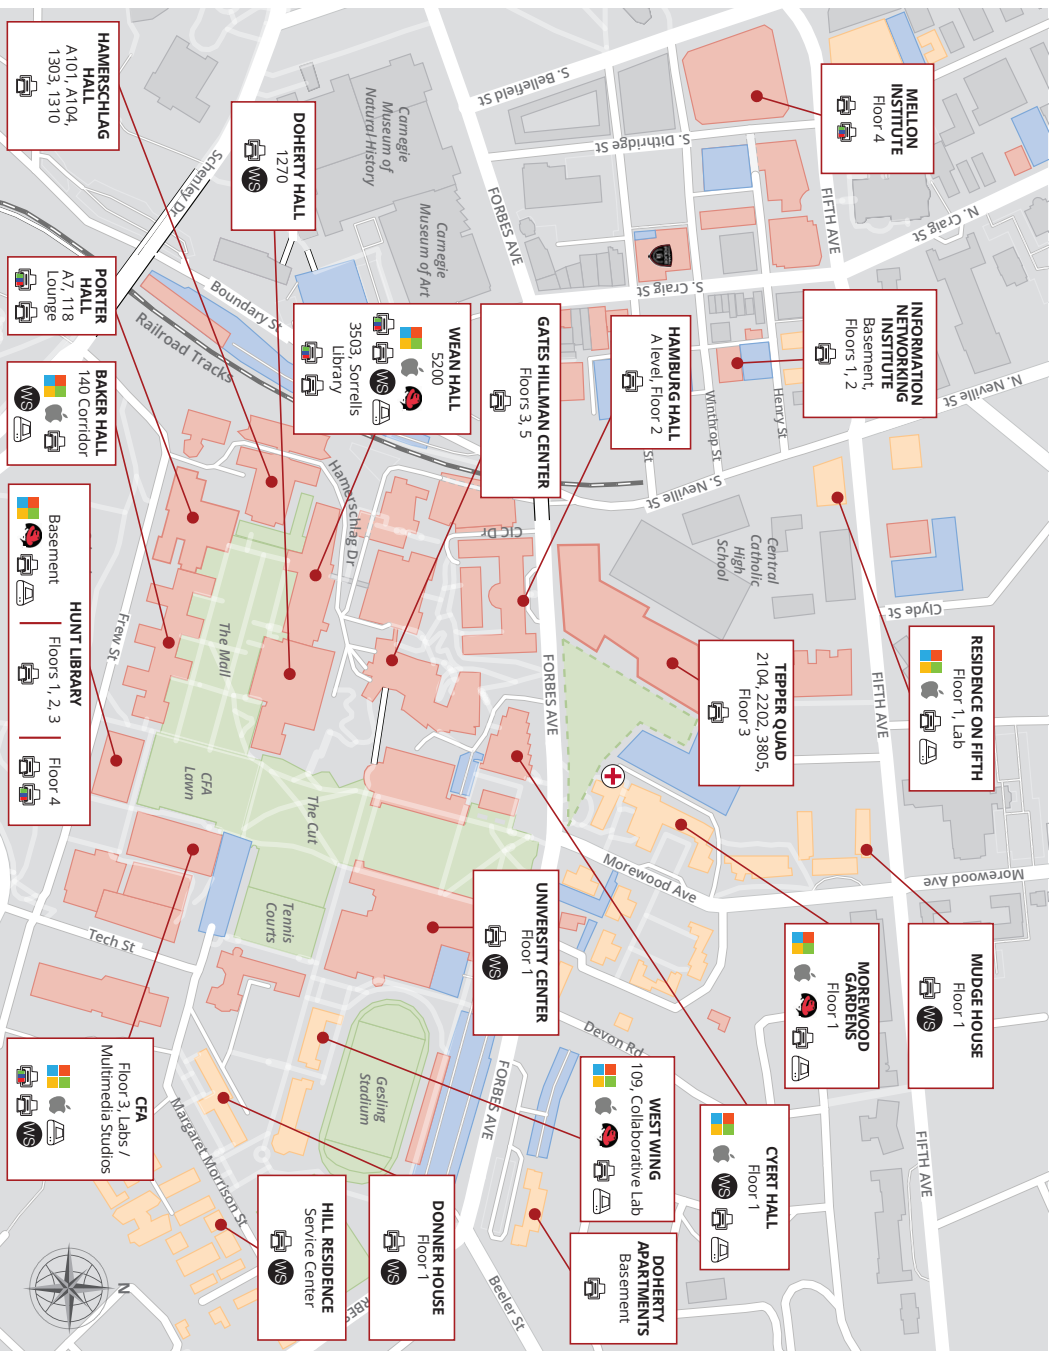 HAMERSCHLAG
HALL
A101, A104,
1303, 1310
PORTER
HALL
A7, 118
Lounge
BAKER HALL
140 Corridor
WS
HUNT LIBRARY
Basement
Floors 1, 2, 3
Floor 4
CFA
Floor 3, Labs /
Multimedia Studios
WS
DOHERTY HALL
1270
WS
WEAN HALL
5200
WS
3503, Sorrells
Library
GATES HILLMAN CENTER
Floors 3, 5
HAMBURG HALL
A level, Floor 2
MELLON
INSTITUTE
Floor 4
INFORMATION
NETWORKING
INSTITUTE
Basement,
Floors 1, 2
RESIDENCE ON FIFTH
Floor 1, Lab
TEPPER QUAD
2104, 2202, 3805,
Floor 3
MUDGE HOUSE
Floor 1
WS
MOREWOOD
GARDENS
Floor 1
UNIVERSITY CENTER
Floor 1
WS
WEST WING
109, Collaborative Lab
CYERT HALL
Floor 1
WS
DOHERTY
APARTMENTS
Basement
DONNER HOUSE
Floor 1
WS
HILL RESIDENCE
Service Center
WS
S. Bellefield St
S. Dithridge St
N. Craig St
S. Craig St
FIFTH AVE
FORBES AVE
Carnegie
Museum of
Natural History
Carnegie
Museum of Art
Schenley Dr
Boundary St
Railroad Tracks
Henry St
Winthrop St
St
N. Neville St
S. Neville St
Hamerschlag Dr
CIC Dr
Central
Catholic
High
School
Clyde St
FORBES AVE
FIFTH AVE
Frew St
The Mall
CFA
Lawn
The Cut
Tennis
Courts
Tech St
Morewood Ave
Morewood
Ave
Devon Rd
Gesling
Stadium
FORBES AVE
FIFTH AVE
Margaret Morrison St
Beeler St
RBES
N